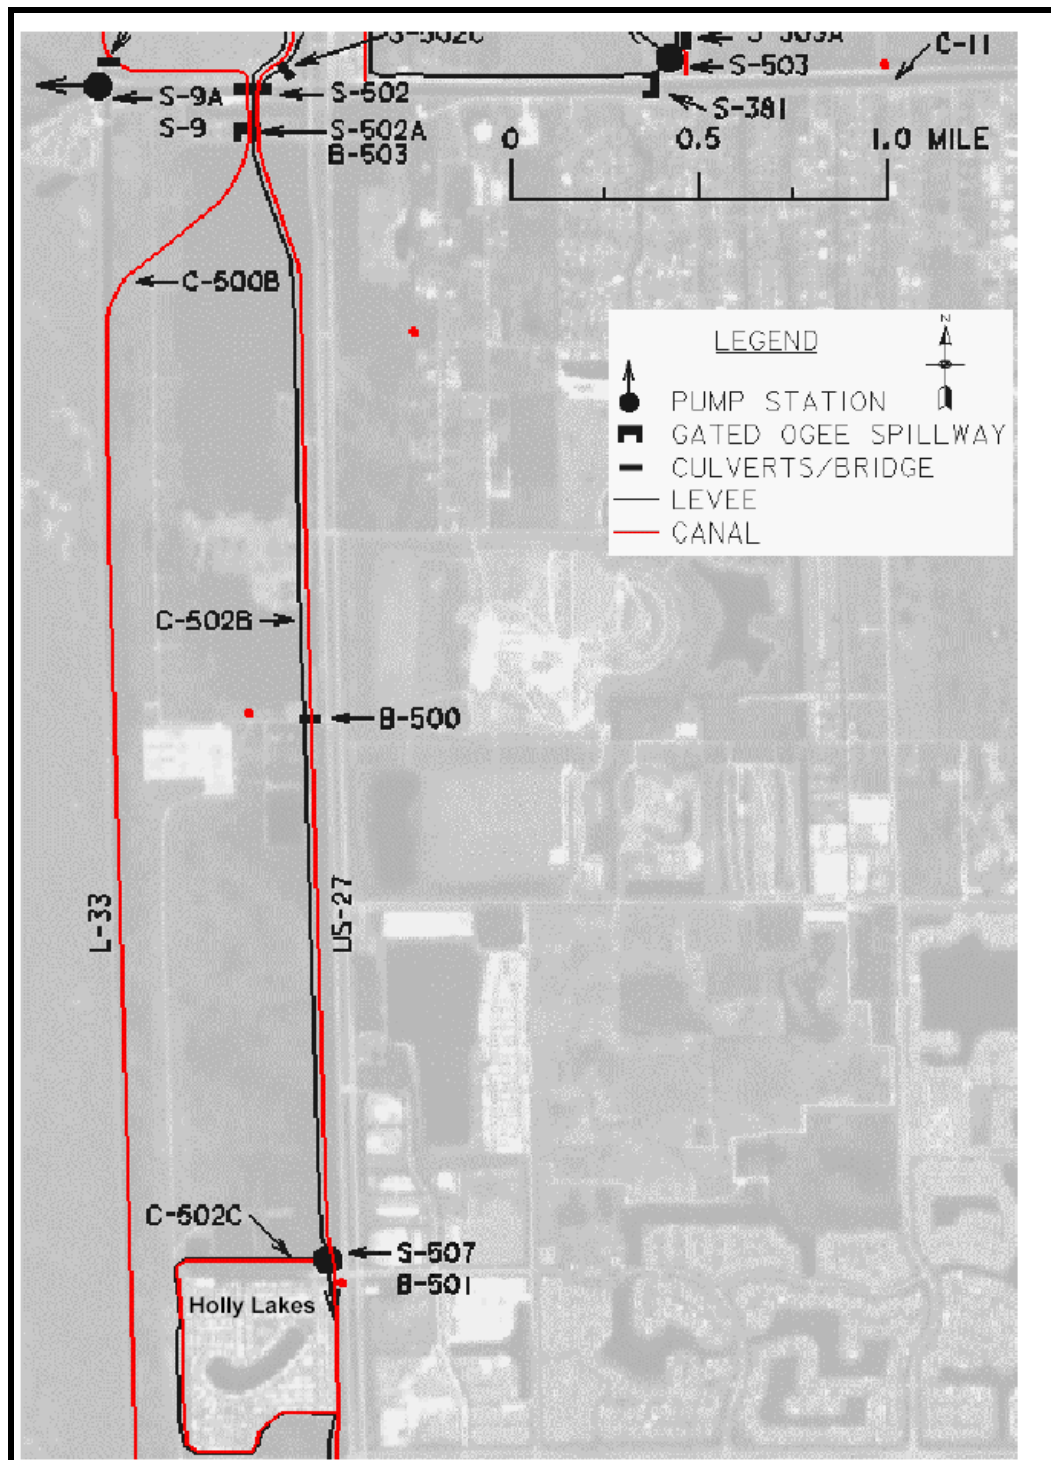 S-502C
S-503A
C-11
S-503
S-9A
S-502
S-381
S-9
S-502A
B-503
0 0.5 1.0 MILE
C-500B
N
LEGEND
PUMP STATION
GATED OGEE SPILLWAY
CULVERTS/BRIDGE
LEVEE
CANAL
C-502B
B-500
L-33
US-27
C-502C
S-507
B-501
Holly Lakes